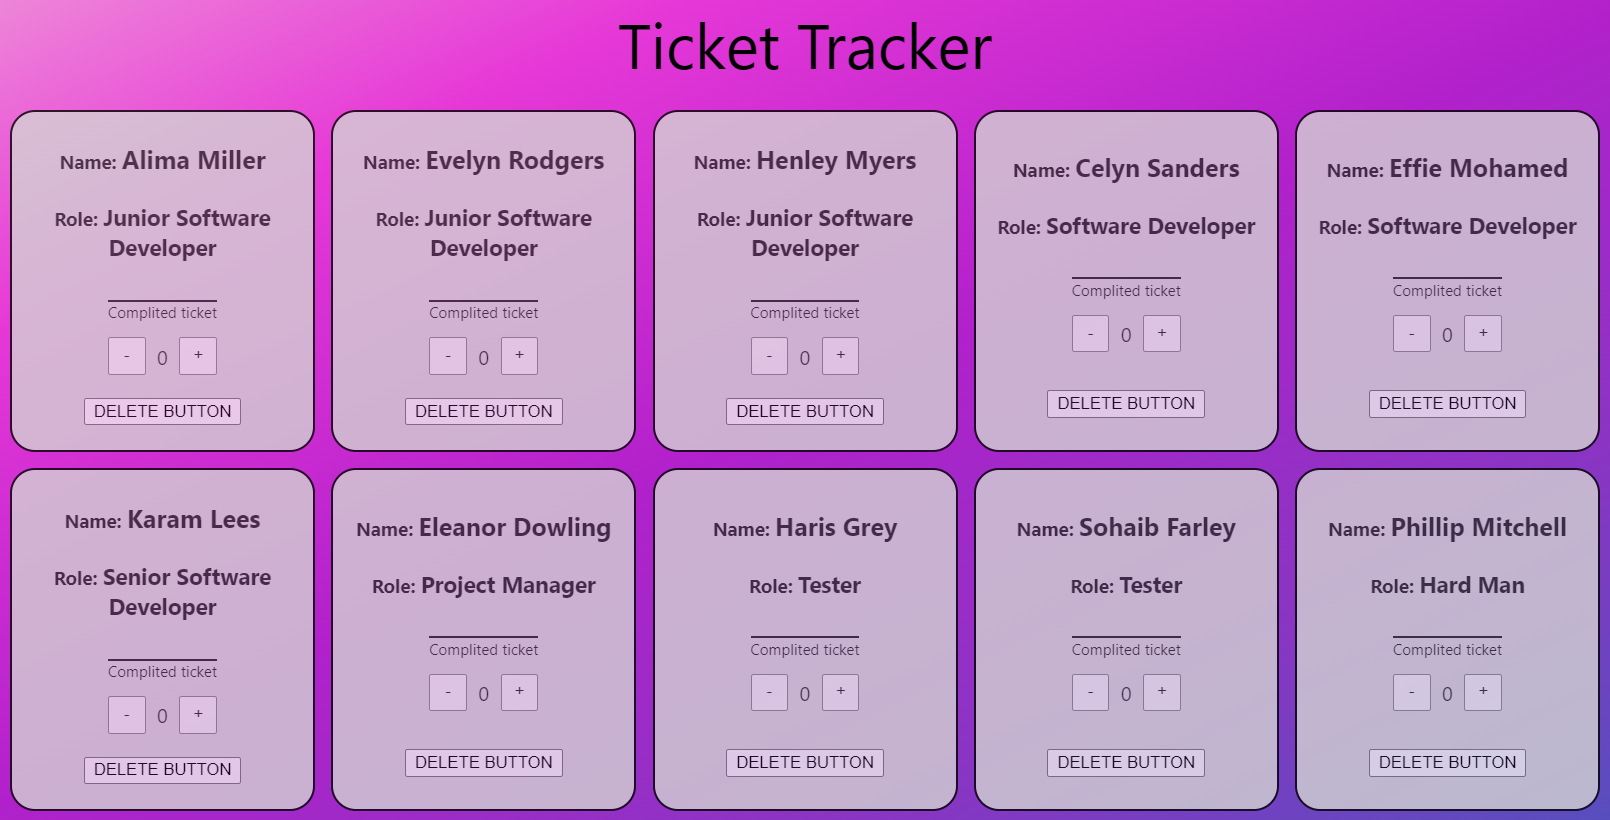 Ticket Tracker
Name: Alima Miller
Role: Junior Software
Developer
Complited ticket
- 0 +
DELETE BUTTON
Name: Evelyn Rodgers
Role: Junior Software
Developer
Complited ticket
- 0 +
DELETE BUTTON
Name: Henley Myers
Role: Junior Software
Developer
Complited ticket
- 0 +
DELETE BUTTON
Name: Celyn Sanders
Role: Software Developer
Complited ticket
- 0 +
DELETE BUTTON
Name: Effie Mohamed
Role: Software Developer
Complited ticket
- 0 +
DELETE BUTTON
Name: Karam Lees
Role: Senior Software
Developer
Complited ticket
- 0 +
DELETE BUTTON
Name: Eleanor Dowling
Role: Project Manager
Complited ticket
- 0 +
DELETE BUTTON
Name: Haris Grey
Role: Tester
Complited ticket
- 0 +
DELETE BUTTON
Name: Sohaib Farley
Role: Tester
Complited ticket
- 0 +
DELETE BUTTON
Name: Phillip Mitchell
Role: Hard Man
Complited ticket
- 0 +
DELETE BUTTON